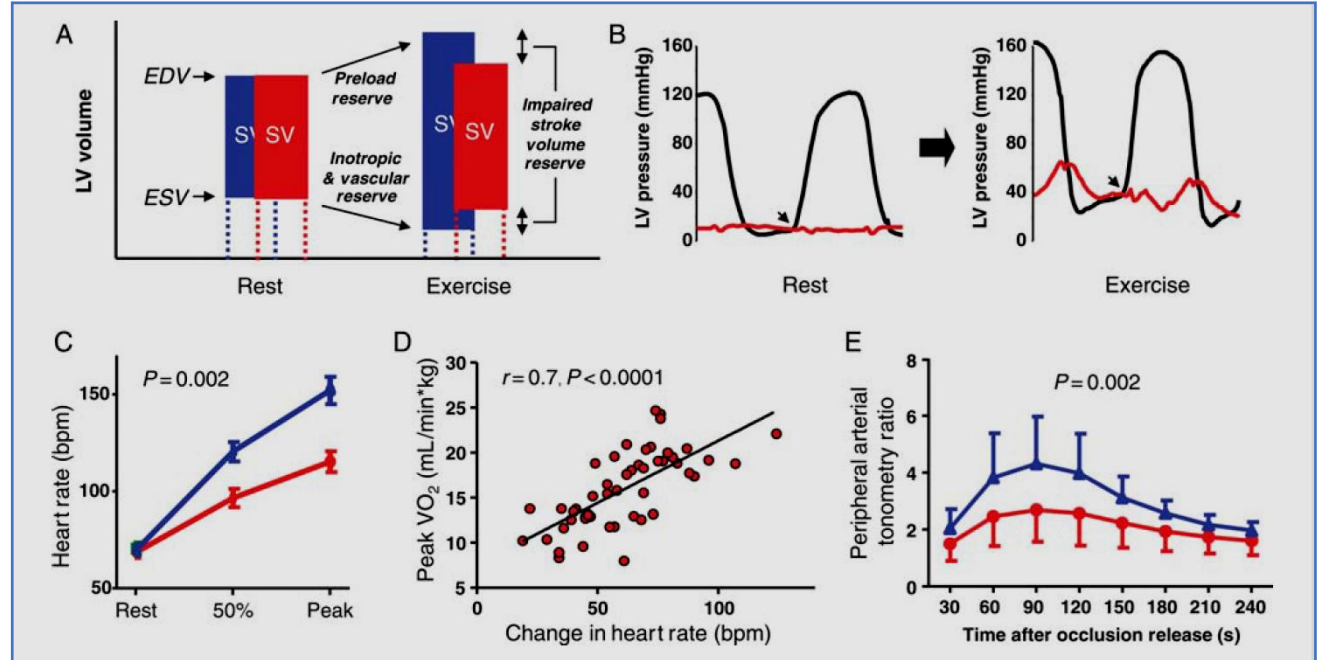 A
LV volume
EDV
ESV
SV
SV
Preload
reserve
Inotropic
& vascular
reserve
SV
SV
Impaired
stroke
volume
reserve
Rest
Exercise
B
LV pressure (mmHg)
160
120
80
40
0
Rest
LV pressure (mmHg)
160
120
80
40
0
Exercise
C
P = 0.002
Heart rate (bpm)
150
100
50
Rest
50%
Peak
D
r = 0.7, P < 0.0001
Peak VO₂ (mL/min*kg)
30
25
20
15
10
5
0
50
100
Change in heart rate (bpm)
E
P = 0.002
Peripheral arterial
tonometry ratio
8
6
4
2
0
30 60 90 120 150 180 210 240
Time after occlusion release (s)